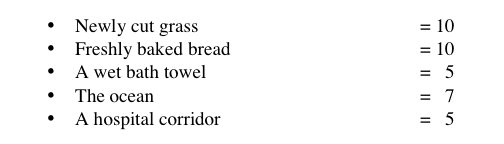 • Newly cut grass = 10
• Freshly baked bread = 10
• A wet bath towel = 5
• The ocean = 7
• A hospital corridor = 5